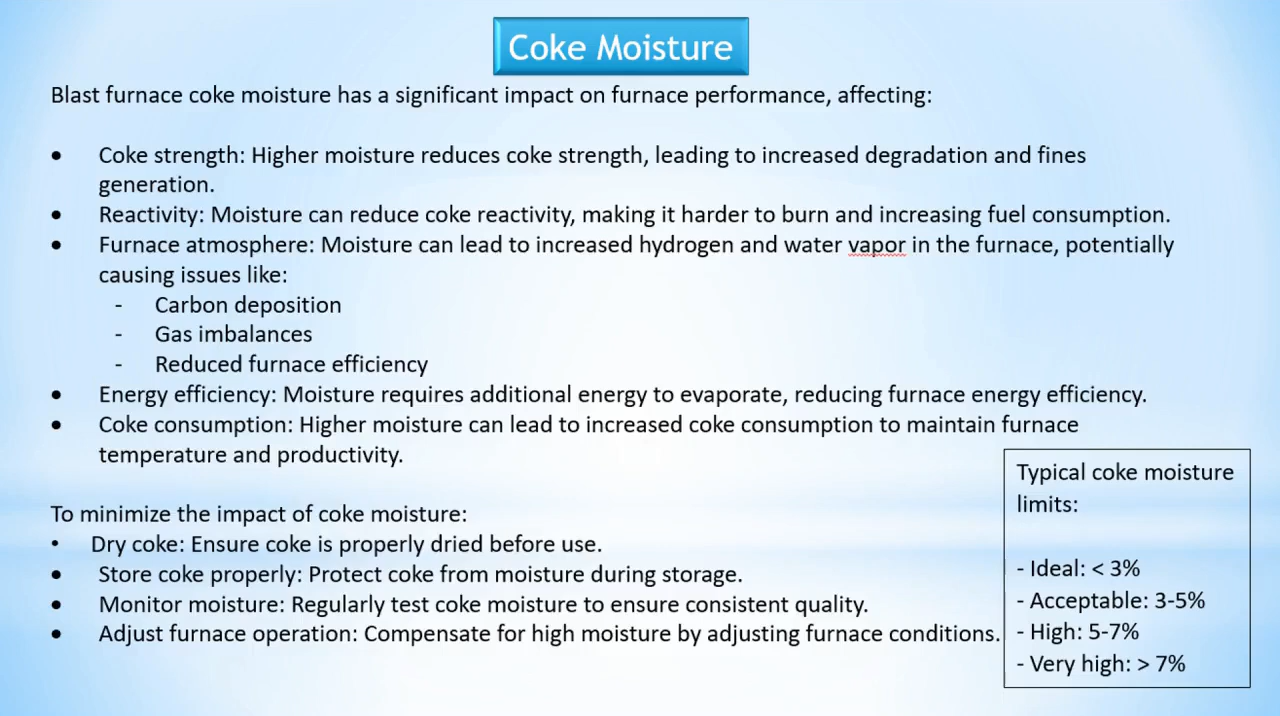 Coke Moisture
Blast furnace coke moisture has a significant impact on furnace performance, affecting:
• Coke strength: Higher moisture reduces coke strength, leading to increased degradation and fines
generation.
• Reactivity: Moisture can reduce coke reactivity, making it harder to burn and increasing fuel consumption.
• Furnace atmosphere: Moisture can lead to increased hydrogen and water vapor in the furnace, potentially
causing issues like:
- Carbon deposition
- Gas imbalances
- Reduced furnace efficiency
• Energy efficiency: Moisture requires additional energy to evaporate, reducing furnace energy efficiency.
• Coke consumption: Higher moisture can lead to increased coke consumption to maintain furnace
temperature and productivity.
To minimize the impact of coke moisture:
• Dry coke: Ensure coke is properly dried before use.
• Store coke properly: Protect coke from moisture during storage.
• Monitor moisture: Regularly test coke moisture to ensure consistent quality.
• Adjust furnace operation: Compensate for high moisture by adjusting furnace conditions.
Typical coke moisture
limits:
- Ideal: < 3%
- Acceptable: 3-5%
- High: 5-7%
- Very high: > 7%